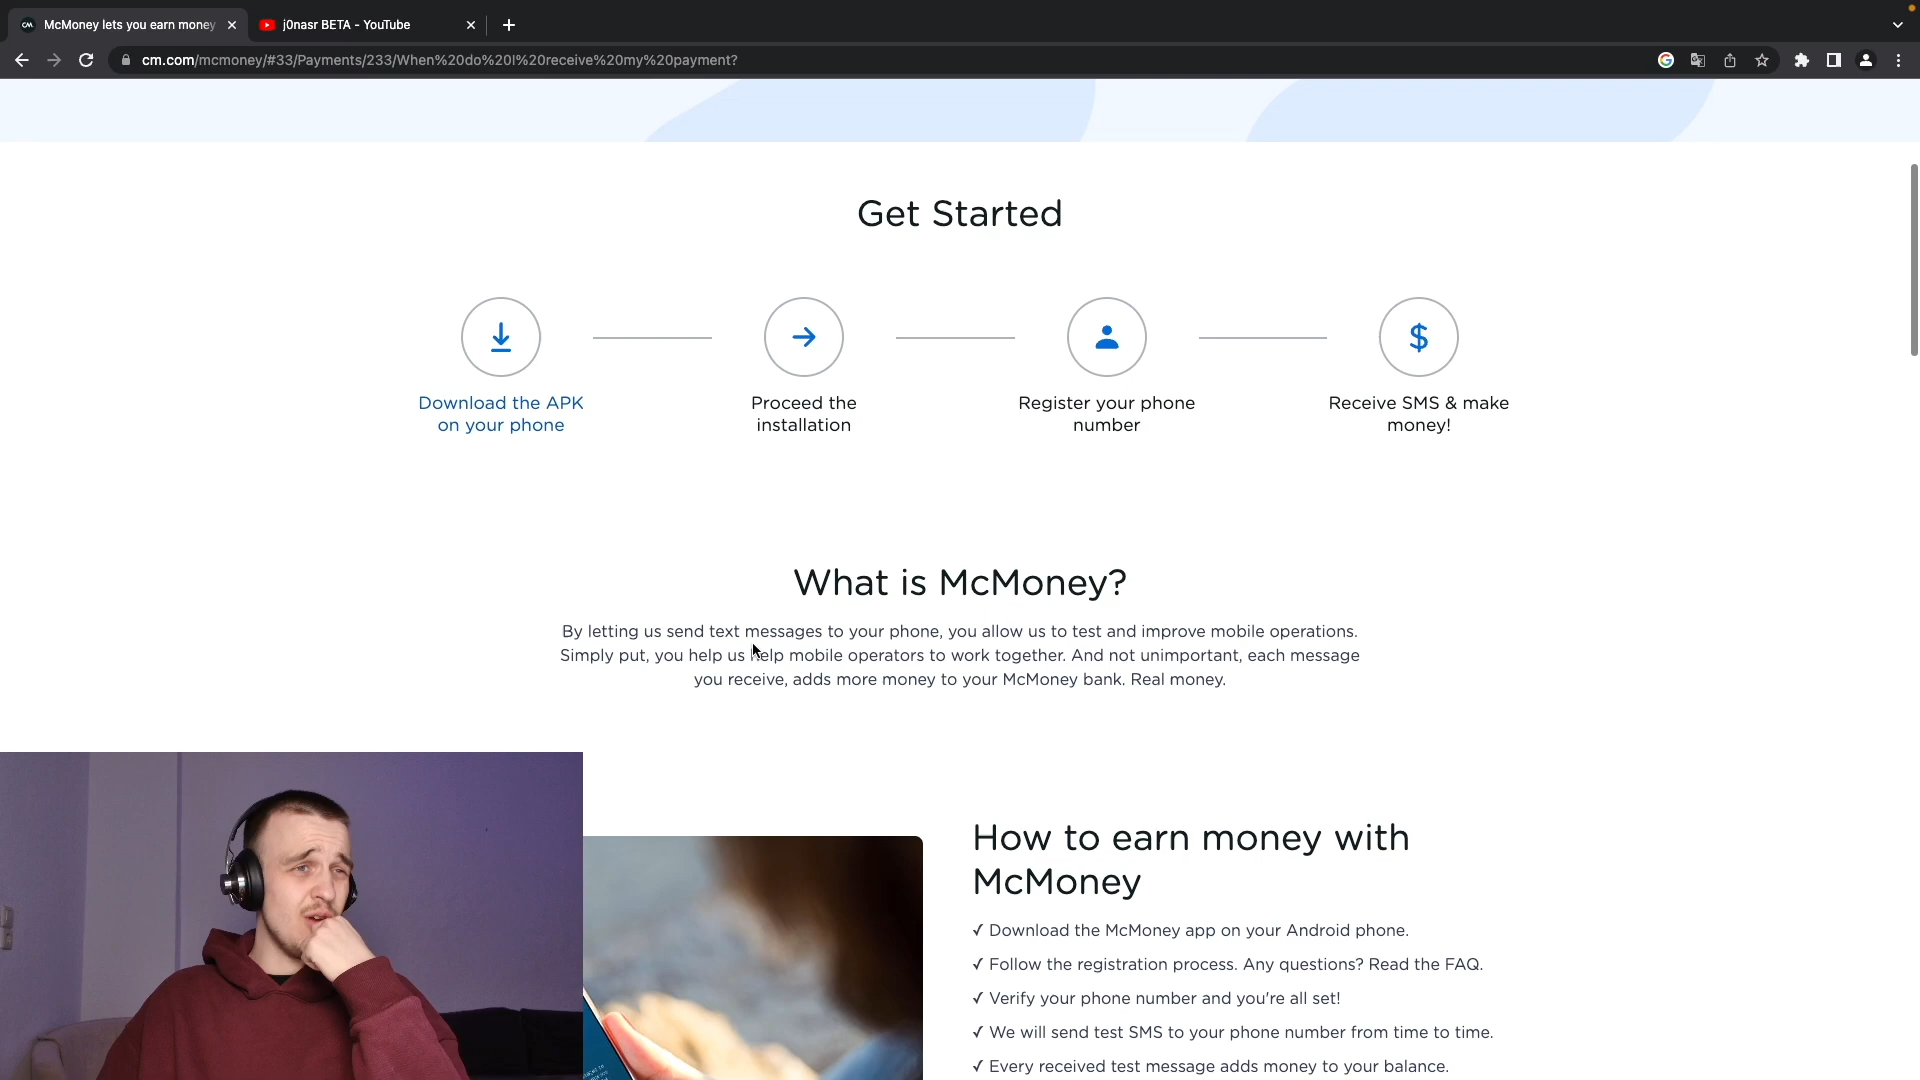 CM McMoney lets you earn money
j0nasr BETA - YouTube
cm.com/mcmoney/#33/Payments/233/When%20do%20I%20receive%20my%20payment?
Get Started
Download the APK
on your phone
Proceed the
installation
Register your phone
number
Receive SMS & make
money!
What is McMoney?
By letting us send text messages to your phone, you allow us to test and improve mobile operations.
Simply put, you help us help mobile operators to work together. And not unimportant, each message
you receive, adds more money to your McMoney bank. Real money.
How to earn money with
McMoney
✓ Download the McMoney app on your Android phone.
✓ Follow the registration process. Any questions? Read the FAQ.
✓ Verify your phone number and you're all set!
✓ We will send test SMS to your phone number from time to time.
✓ Every received test message adds money to your balance.